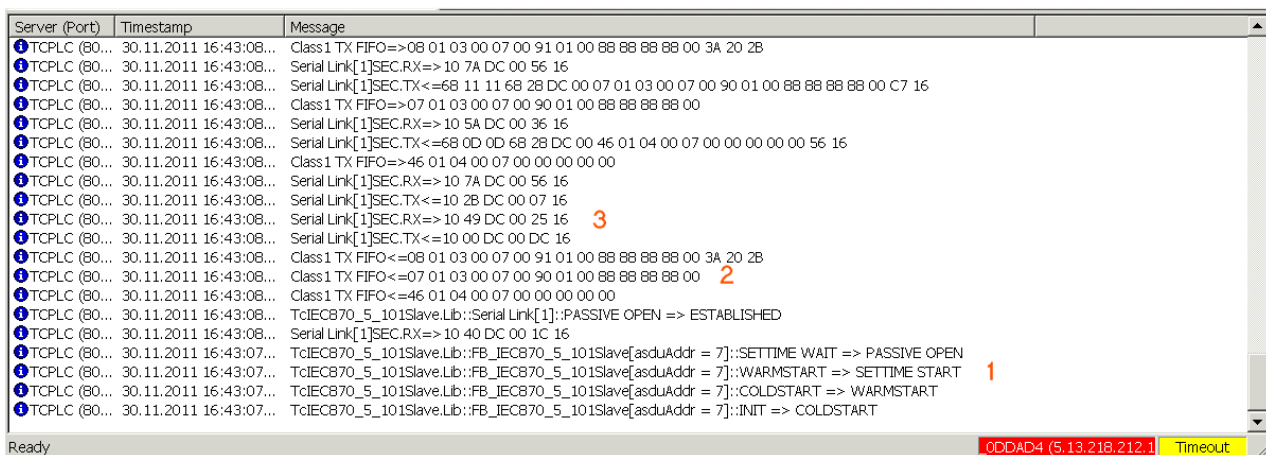 Server (Port) Timestamp Message
TCPLC (80... 30.11.2011 16:43:08... Class1 TX FIFO=>08 01 03 00 07 00 91 01 00 88 88 88 88 00 3A 20 2B
TCPLC (80... 30.11.2011 16:43:08... Serial Link[1]SEC.RX=>10 7A DC 00 56 16
TCPLC (80... 30.11.2011 16:43:08... Serial Link[1]SEC.TX<=68 11 11 68 28 DC 00 07 01 03 00 07 00 90 01 00 88 88 88 88 00 C7 16
TCPLC (80... 30.11.2011 16:43:08... Class1 TX FIFO=>07 01 03 00 07 00 90 01 00 88 88 88 88 00
TCPLC (80... 30.11.2011 16:43:08... Serial Link[1]SEC.RX=>10 5A DC 00 36 16
TCPLC (80... 30.11.2011 16:43:08... Serial Link[1]SEC.TX<=68 0D 0D 68 28 DC 00 46 01 04 00 07 00 00 00 00 00 56 16
TCPLC (80... 30.11.2011 16:43:08... Class1 TX FIFO=>46 01 04 00 07 00 00 00 00 00
TCPLC (80... 30.11.2011 16:43:08... Serial Link[1]SEC.RX=>10 7A DC 00 56 16
TCPLC (80... 30.11.2011 16:43:08... Serial Link[1]SEC.TX<=10 2B DC 00 07 16
TCPLC (80... 30.11.2011 16:43:08... Serial Link[1]SEC.RX=>10 49 DC 00 25 16 3
TCPLC (80... 30.11.2011 16:43:08... Serial Link[1]SEC.TX<=10 00 DC 00 DC 16
TCPLC (80... 30.11.2011 16:43:08... Class1 TX FIFO<=08 01 03 00 07 00 91 01 00 88 88 88 88 00 3A 20 2B
TCPLC (80... 30.11.2011 16:43:08... Class1 TX FIFO<=07 01 03 00 07 00 90 01 00 88 88 88 88 00 2
TCPLC (80... 30.11.2011 16:43:08... Class1 TX FIFO<=46 01 04 00 07 00 00 00 00 00
TCPLC (80... 30.11.2011 16:43:08... TcIEC870_5_101Slave.Lib::Serial Link[1]::PASSIVE OPEN => ESTABLISHED
TCPLC (80... 30.11.2011 16:43:08... Serial Link[1]SEC.RX=>10 40 DC 00 1C 16
TCPLC (80... 30.11.2011 16:43:07... TcIEC870_5_101Slave.Lib::FB_IEC870_5_101Slave[asduAddr = 7]::SETTIME WAIT => PASSIVE OPEN
TCPLC (80... 30.11.2011 16:43:07... TcIEC870_5_101Slave.Lib::FB_IEC870_5_101Slave[asduAddr = 7]::WARMSTART => SETTIME START 1
TCPLC (80... 30.11.2011 16:43:07... TcIEC870_5_101Slave.Lib::FB_IEC870_5_101Slave[asduAddr = 7]::COLDSTART => WARMSTART
TCPLC (80... 30.11.2011 16:43:07... TcIEC870_5_101Slave.Lib::FB_IEC870_5_101Slave[asduAddr = 7]::INIT => COLDSTART
Ready _0DDAD4 (5.13.218.212.1 Timeout